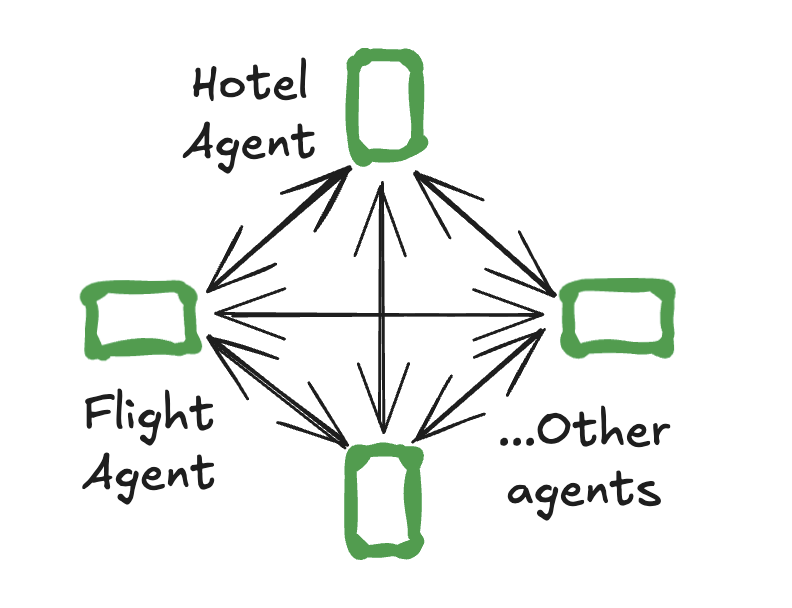 Hotel
Agent
Flight
Agent
...Other
agents